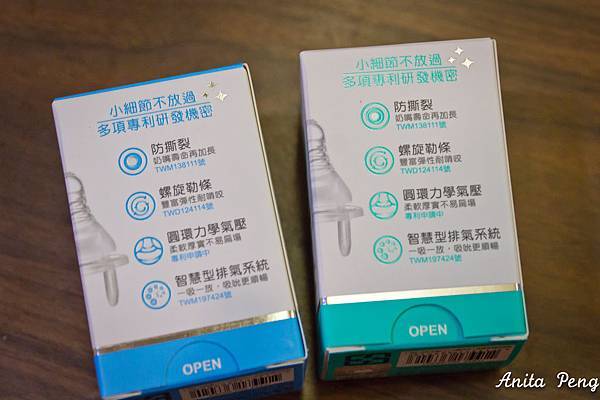 小細節不放過
多項專利研發機密
防撕裂
奶嘴壽命再加長
TWM138111號
螺旋勒條
豐富彈性耐啃咬
TWD124114號
圓環力學氣壓
柔軟厚實不易扁塌
專利申請中
智慧型排氣系統
一吸一放，吸吮更順暢
TWM197424號
OPEN
小細節不放過
多項專利研發機密
防撕裂
奶嘴壽命再加長
TWM138111號
螺旋勒條
豐富彈性耐啃咬
TWD124114號
圓環力學氣壓
柔軟厚實不易扁塌
專利申請中
智慧型排氣系統
一吸一放，吸吮更順暢
TWM197424號
OPEN
Anita Peng